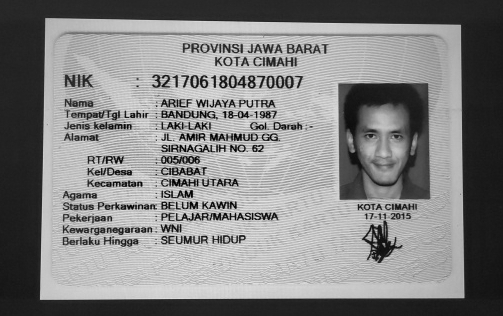 PROVINSI JAWA BARAT
KOTA CIMAHI
NIK : 3217061804870007
Nama : ARIEF WIJAYA PUTRA
Tempat/Tgl Lahir : BANDUNG, 18-04-1987
Jenis kelamin : LAKI-LAKI Gol. Darah : -
Alamat : JL. AMIR MAHMUD GG.
SIRNAGALIH NO. 62
RT/RW : 005/006
Kel/Desa : CIBABAT
Kecamatan : CIMAHI UTARA
Agama : ISLAM
Status Perkawinan: BELUM KAWIN
Pekerjaan : PELAJAR/MAHASISWA
Kewarganegaraan: WNI
Berlaku Hingga : SEUMUR HIDUP
KOTA CIMAHI
17-11-2015